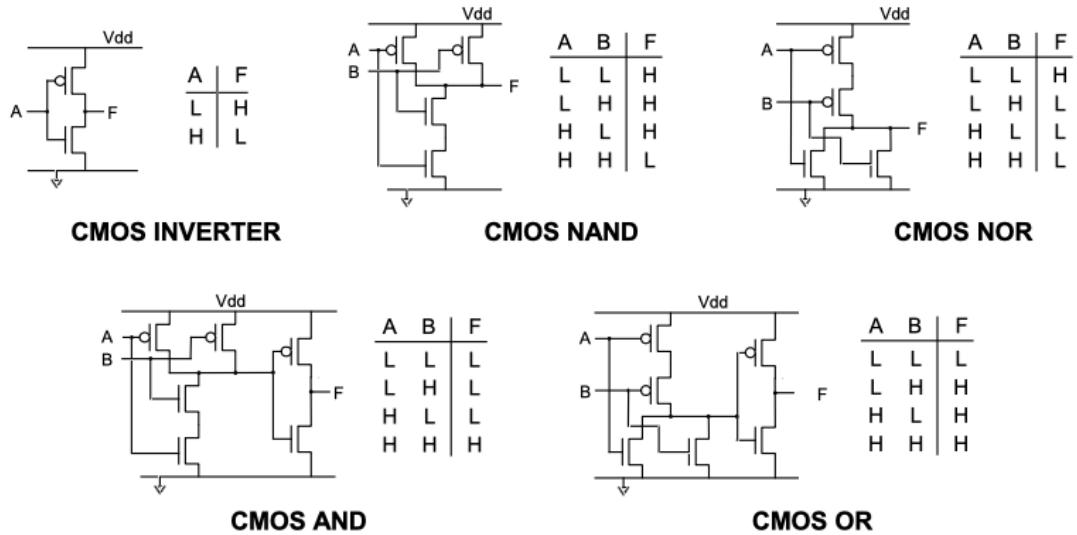 Vdd
A
F
A F
L H
H L
CMOS INVERTER
Vdd
A
B
F
A B F
L L H
L H H
H L H
H H L
CMOS NAND
Vdd
A
B
F
A B F
L L H
L H L
H L L
H H L
CMOS NOR
Vdd
A
B
F
A B F
L L L
L H L
H L L
H H H
CMOS AND
Vdd
A
B
F
A B F
L L L
L H H
H L H
H H H
CMOS OR